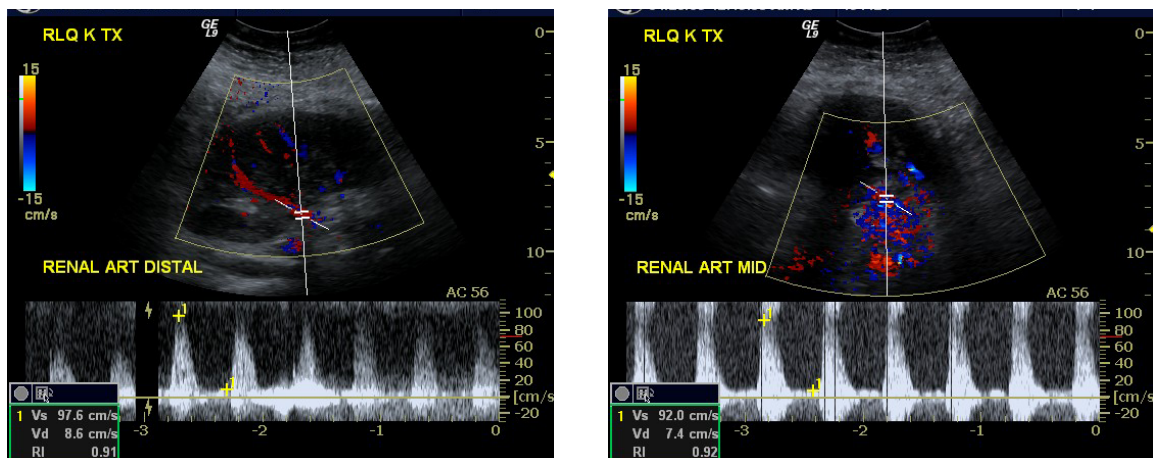 GE
L9
RLQ K TX
0
15
5
-15
cm/s
10
RENAL ART DISTAL
AC 56
100
80
60
40
20
[cm/s
-20
-3
-2
-1
0
1
1
1 Vs 97.6 cm/s
Vd 8.6 cm/s
RI 0.91
GE
L9
RLQ K TX
0
15
5
-15
cm/s
10
RENAL ART MID
AC 56
100
80
60
40
20
[cm/s
-20
-3
-2
-1
0
1
1
1 Vs 92.0 cm/s
Vd 7.4 cm/s
RI 0.92